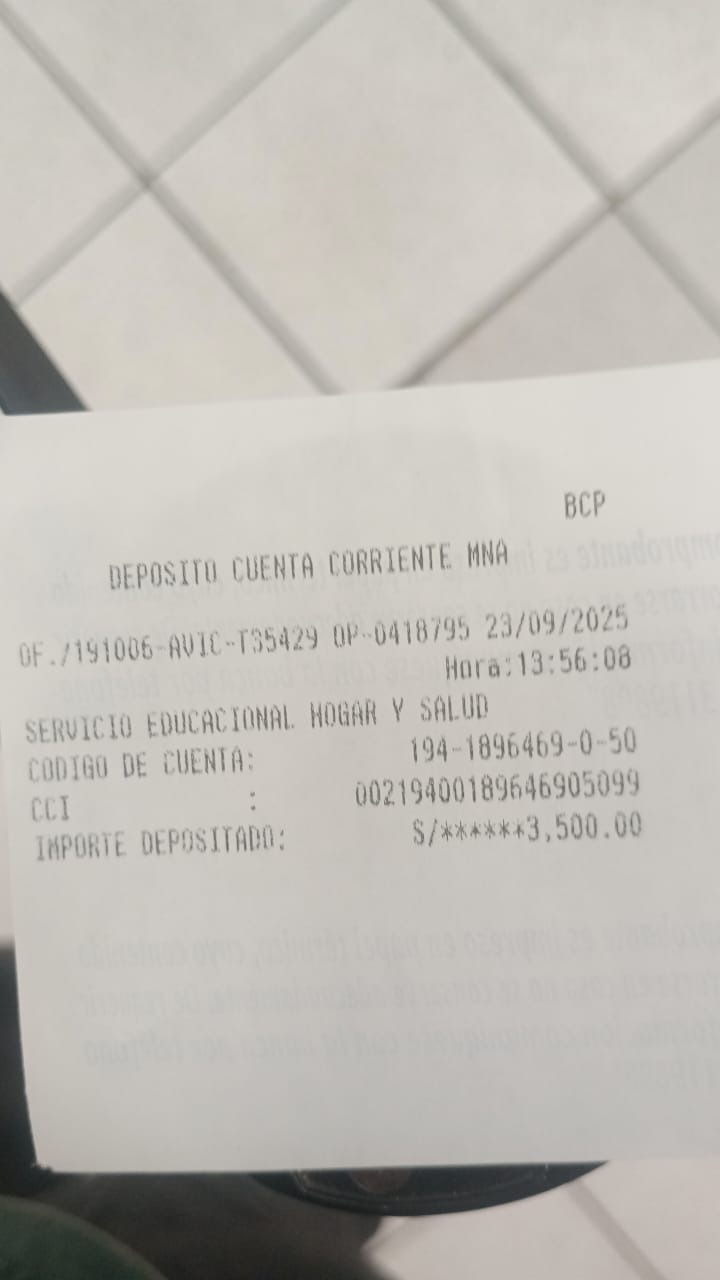 BCP
DEPOSITO CUENTA CORRIENTE MNA
OF./191006-AVIC-T35429 OP-0418795 23/09/2025
Hora:13:56:08
SERVICIO EDUCACIONAL HOGAR Y SALUD
CODIGO DE CUENTA: 194-1896469-0-50
CCI : 00219400189646905099
IMPORTE DEPOSITADO: S/******3,500.00